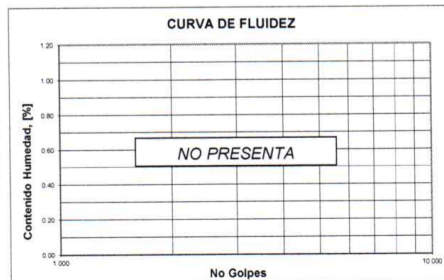 CURVA DE FLUIDEZ
Contenido Humedad, [%]
1.20
1.00
0.80
0.60
0.40
0.20
0.00
NO PRESENTA
1 000
10 000
No Golpes